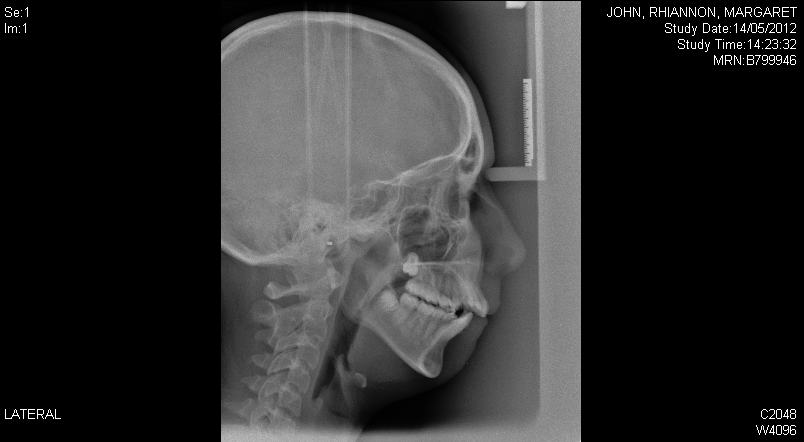 Se:1
Im:1
JOHN, RHIANNON, MARGARET
Study Date:14/05/2012
Study Time:14:23:32
MRN:B799946
LATERAL
C2048
W4096